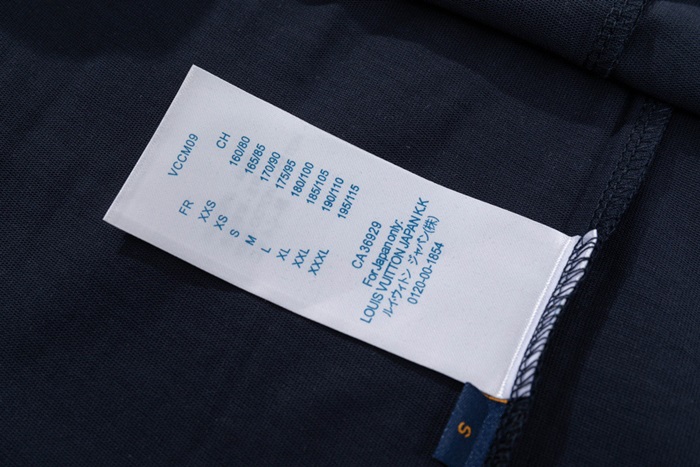 VCCM09
FR CH
XXS 160/80
XS 165/85
S 170/90
M 175/95
L 180/100
XL 185/105
XXL 190/110
XXXL 195/115
CA36929
For Japan only:
LOUIS VUITTON JAPAN K.K
ルイ・ヴィトン ジャパン(株)
0120-00-1854
S